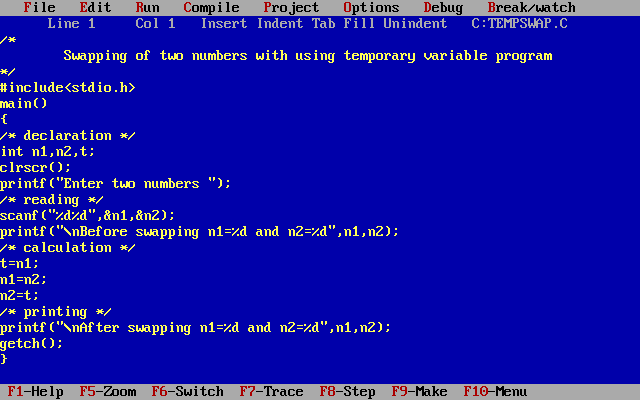 File Edit Run Compile Project Options Debug Break/watch
Line 1 Col 1 Insert Indent Tab Fill Unindent C:TEMPSWAP.C
/*
Swapping of two numbers with using temporary variable program
*/
#include<stdio.h>
main()
{
/* declaration */
int n1,n2,t;
clrscr();
printf("Enter two numbers ");
/* reading */
scanf("%d%d",&n1,&n2);
printf("\nBefore swapping n1=%d and n2=%d",n1,n2);
/* calculation */
t=n1;
n1=n2;
n2=t;
/* printing */
printf("\nAfter swapping n1=%d and n2=%d",n1,n2);
getch();
}
F1-Help F5-Zoom F6-Switch F7-Trace F8-Step F9-Make F10-Menu